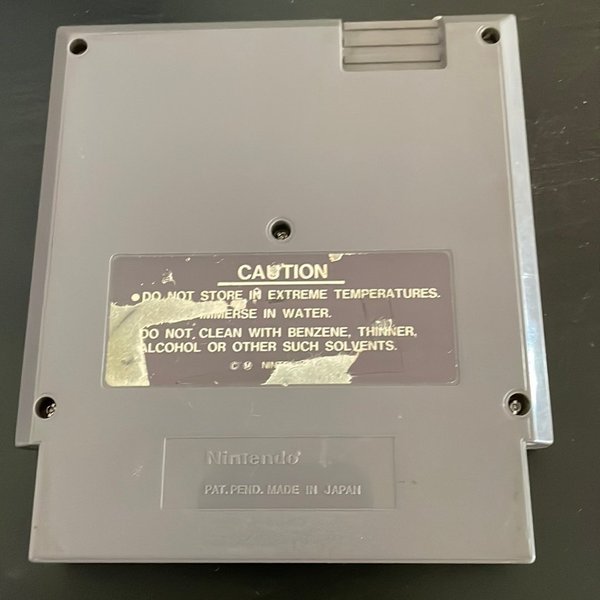 CAUTION
●DO NOT STORE IN EXTREME TEMPERATURES.
IMMERSE IN WATER.
DO NOT CLEAN WITH BENZENE, THINNER,
ALCOHOL OR OTHER SUCH SOLVENTS.
Nintendo
PAT. PEND. MADE IN JAPAN